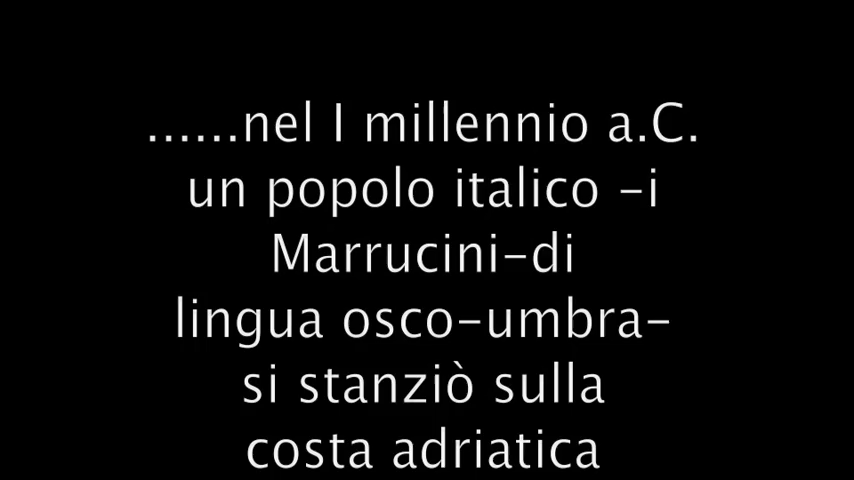 ......nel I millennio a.C.
un popolo italico -i
Marrucini-di
lingua osco-umbra-
si stanziò sulla
costa adriatica